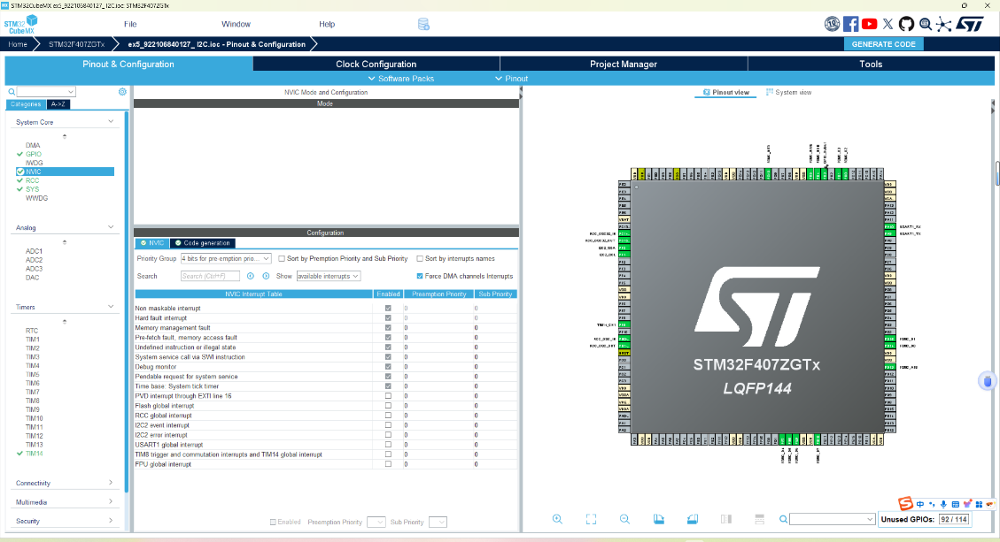 STM32CubeMX ex5_922106840127_ I2C.ioc: STM32F407ZGTx
STM32
CubeMX
File
Window
Help
Home
STM32F407ZGTx
ex5_922106840127_ I2C.ioc - Pinout & Configuration
GENERATE CODE
Pinout & Configuration
Clock Configuration
Project Manager
Tools
Software Packs
Pinout
Categories
A->Z
System Core
DMA
GPIO
IWDG
NVIC
RCC
SYS
WWDG
Analog
ADC1
ADC2
ADC3
DAC
Timers
RTC
TIM1
TIM2
TIM3
TIM4
TIM5
TIM6
TIM7
TIM8
TIM9
TIM10
TIM11
TIM12
TIM13
TIM14
Connectivity
Multimedia
Security
NVIC Mode and Configuration
Mode
Configuration
NVIC
Code generation
Priority Group
4 bits for pre-emption prio...
Sort by Premption Priority and Sub Priority
Sort by interrupts names
Search
Search (Ctrl+F)
Show
available interrupts
Force DMA channels Interrupts
NVIC Interrupt Table Enabled Preemption Priority Sub Priority
Non maskable interrupt 0 0
Hard fault interrupt 0 0
Memory management fault 0 0
Pre-fetch fault, memory access fault 0 0
Undefined instruction or illegal state 0 0
System service call via SWI instruction 0 0
Debug monitor 0 0
Pendable request for system service 0 0
Time base: System tick timer 0 0
PVD interrupt through EXTI line 16 0 0
Flash global interrupt 0 0
RCC global interrupt 0 0
I2C2 event interrupt 0 0
I2C2 error interrupt 0 0
USART1 global interrupt 0 0
TIM8 trigger and commutation interrupts and TIM14 global interrupt 0 0
FPU global interrupt 0 0
Enabled
Preemption Priority
Sub Priority
Pinout view
System view
RCC_OSC32_IN
RCC_OSC32_OUT
I2C2_SDA
I2C2_SCL
TIM14_CH1
RCC_OSC_IN
RCC_OSC_OUT
USART1_RX
USART1_TX
STM32F407ZGTx
LQFP144
中
Unused GPIOs:
92 / 114